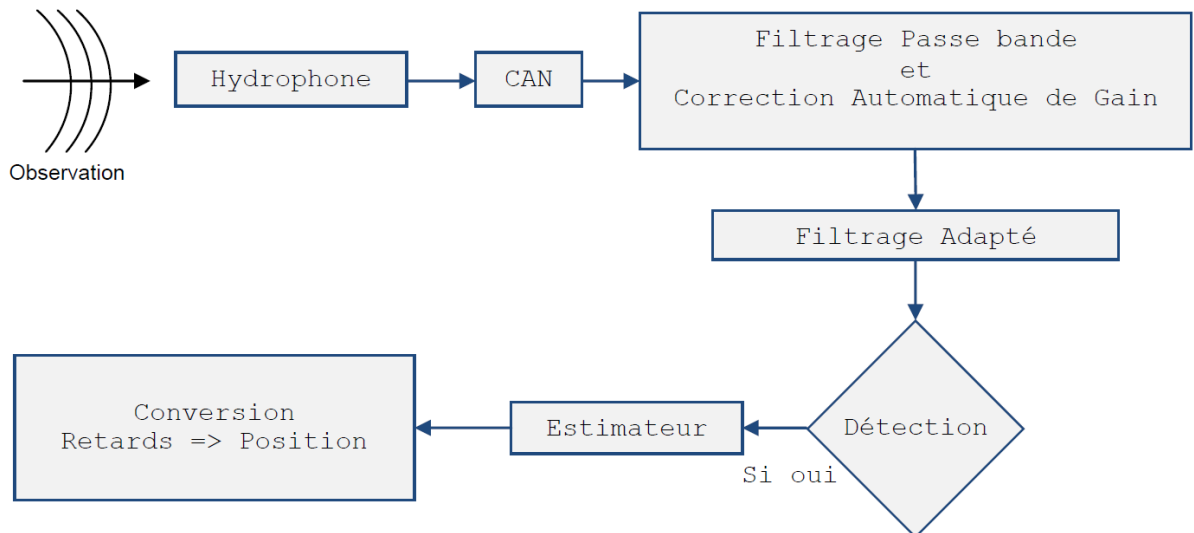 Observation
Hydrophone
CAN
Filtrage Passe bande
et
Correction Automatique de Gain
Filtrage Adapté
Détection
Si oui
Estimateur
Conversion
Retards => Position